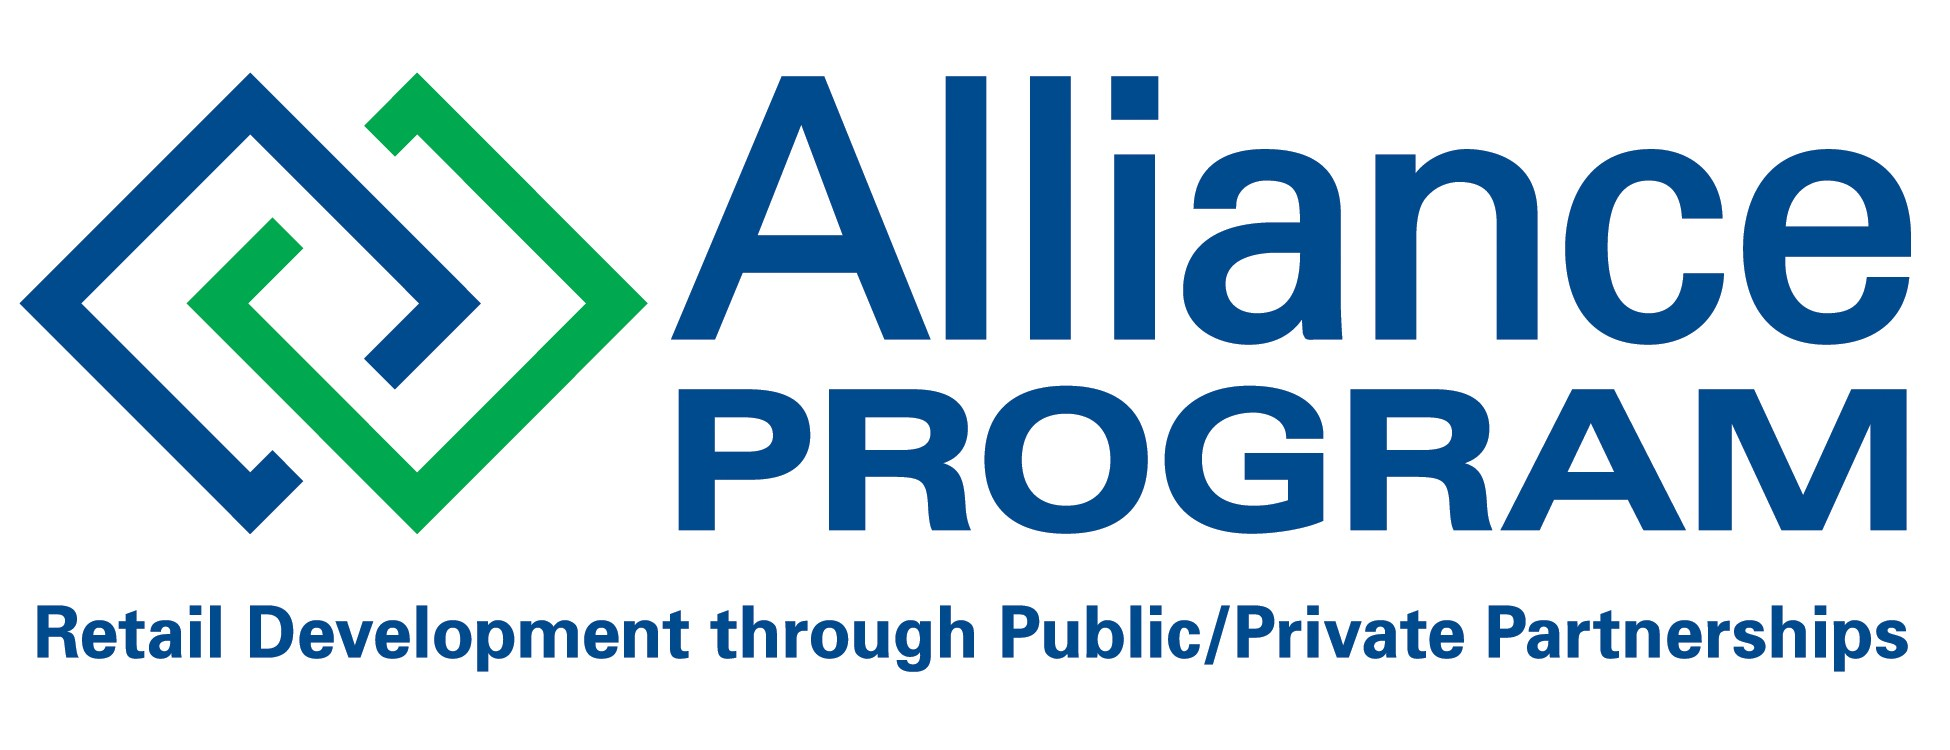 Alliance
PROGRAM
Retail Development through Public/Private Partnerships